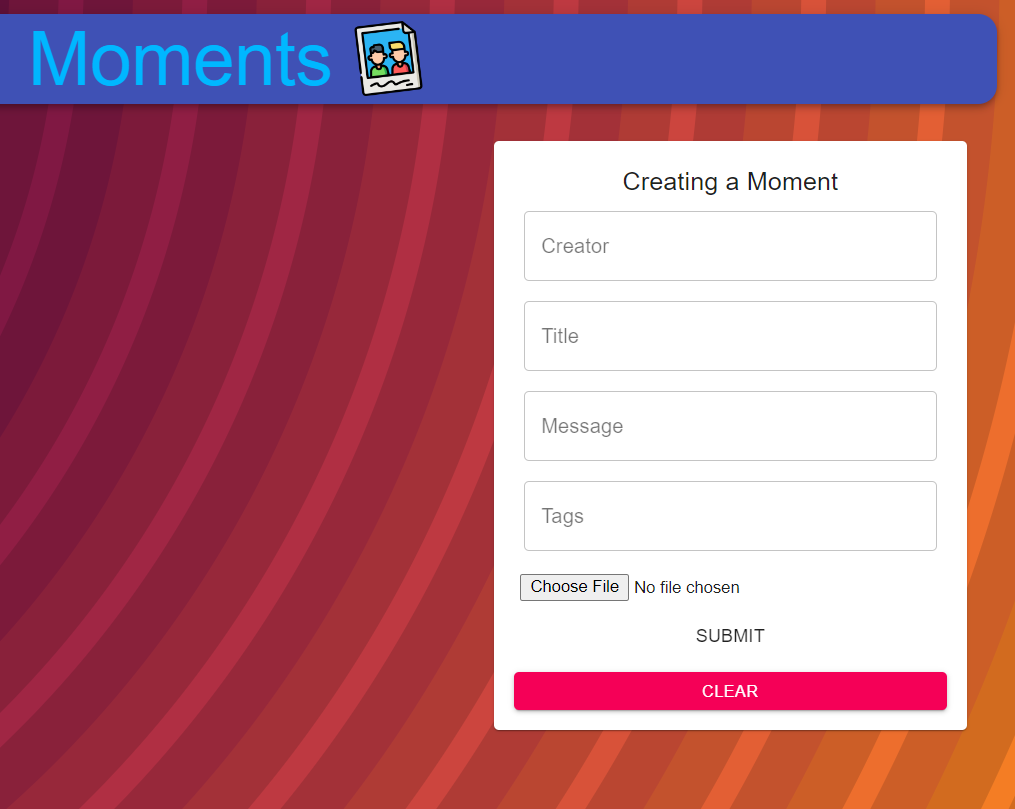 Moments
Creating a Moment
Creator
Title
Message
Tags
Choose File No file chosen
SUBMIT
CLEAR